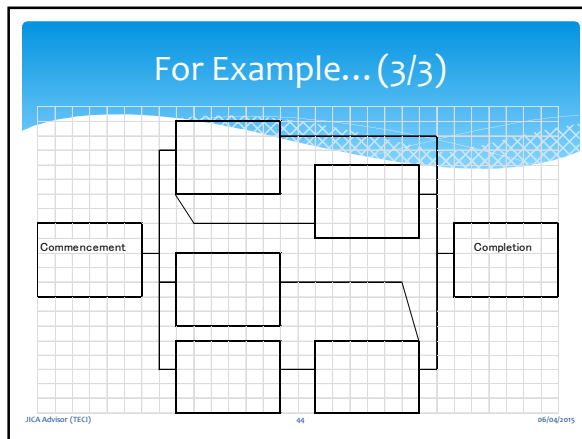 For Example... (3/3)
Commencement
Completion
JICA Advisor (TECI)
44
06/04/2015